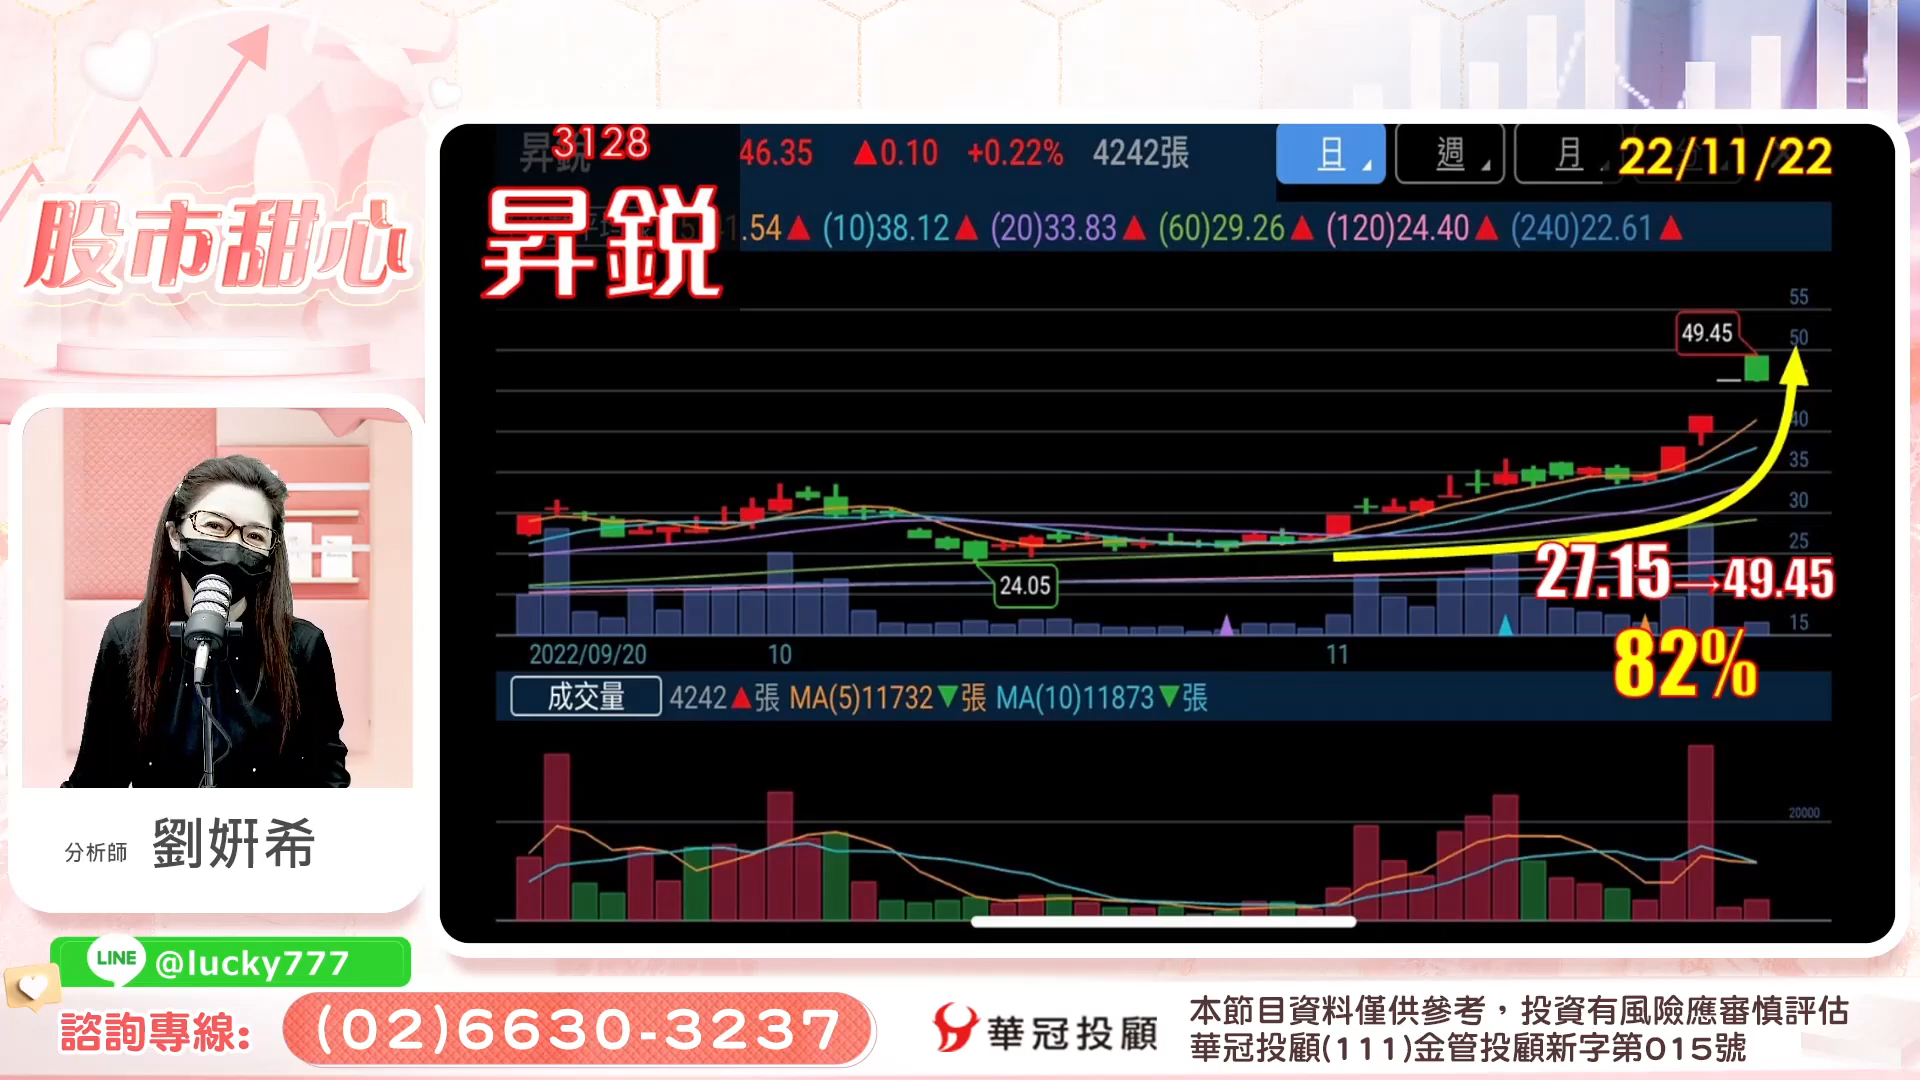 股市甜心
分析師 劉妍希
LINE @lucky777
諮詢專線: (02)6630-3237
華冠投顧
本節目資料僅供參考，投資有風險應審慎評估
華冠投顧(111)金管投顧新字第015號
3128
昇銳
46.35 ▲0.10 +0.22% 4242張
日 週 月
22/11/22
1.54▲ (10)38.12▲ (20)33.83▲ (60)29.26▲ (120)24.40▲ (240)22.61▲
55
49.45
50
40
35
30
25
24.05
15
27.15→49.45
82%
2022/09/20 10 11
成交量 4242▲張 MA(5)11732▼張 MA(10)11873▼張
20000